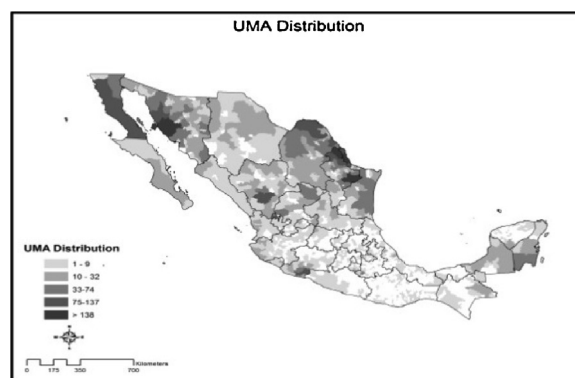 UMA Distribution
UMA Distribution
1 - 9
10 - 32
33-74
75-137
> 138
N
W E
S
0 175 350 700
Kilometers